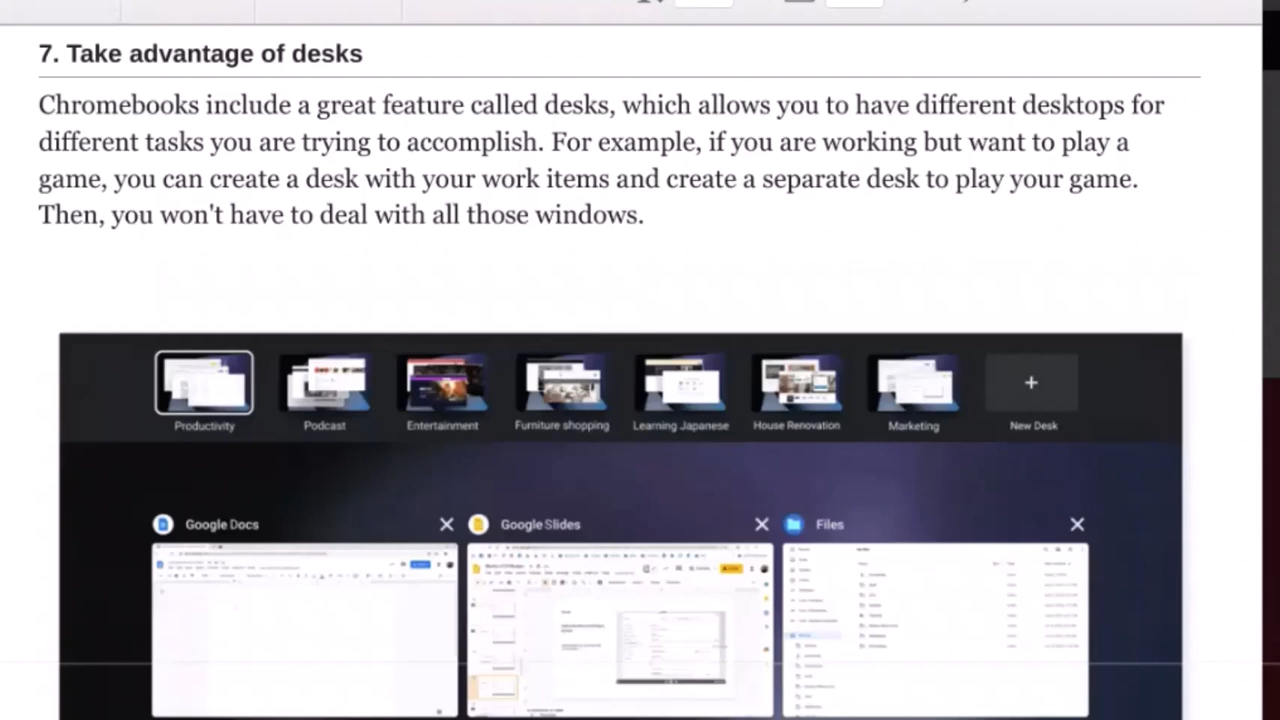 7. Take advantage of desks
Chromebooks include a great feature called desks, which allows you to have different desktops for
different tasks you are trying to accomplish. For example, if you are working but want to play a
game, you can create a desk with your work items and create a separate desk to play your game.
Then, you won't have to deal with all those windows.
Productivity Podcast Entertainment Furniture shopping Learning Japanese House Renovation Marketing New Desk
Google Docs Google Slides Files